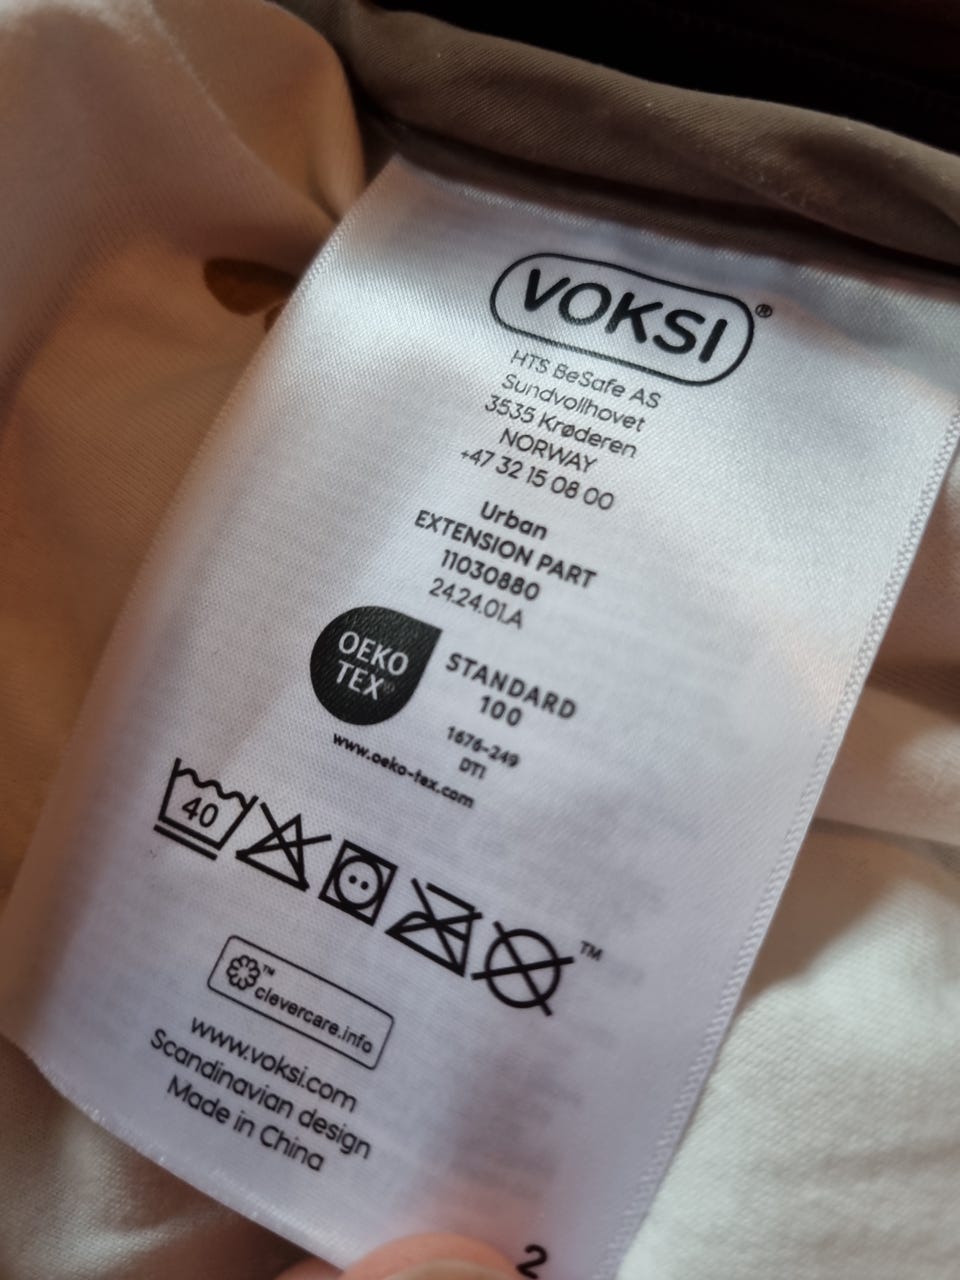 VOKSI®
HTS BeSafe AS
Sundvollhovet
3535 Krøderen
NORWAY
+47 32 15 08 00
Urban
EXTENSION PART
11030880
24.24.01.A
OEKO
TEX®
STANDARD
100
1676-249
DTI
www.oeko-tex.com
40
TM
TM
clevercare.info
www.voksi.com
Scandinavian design
Made in China
2